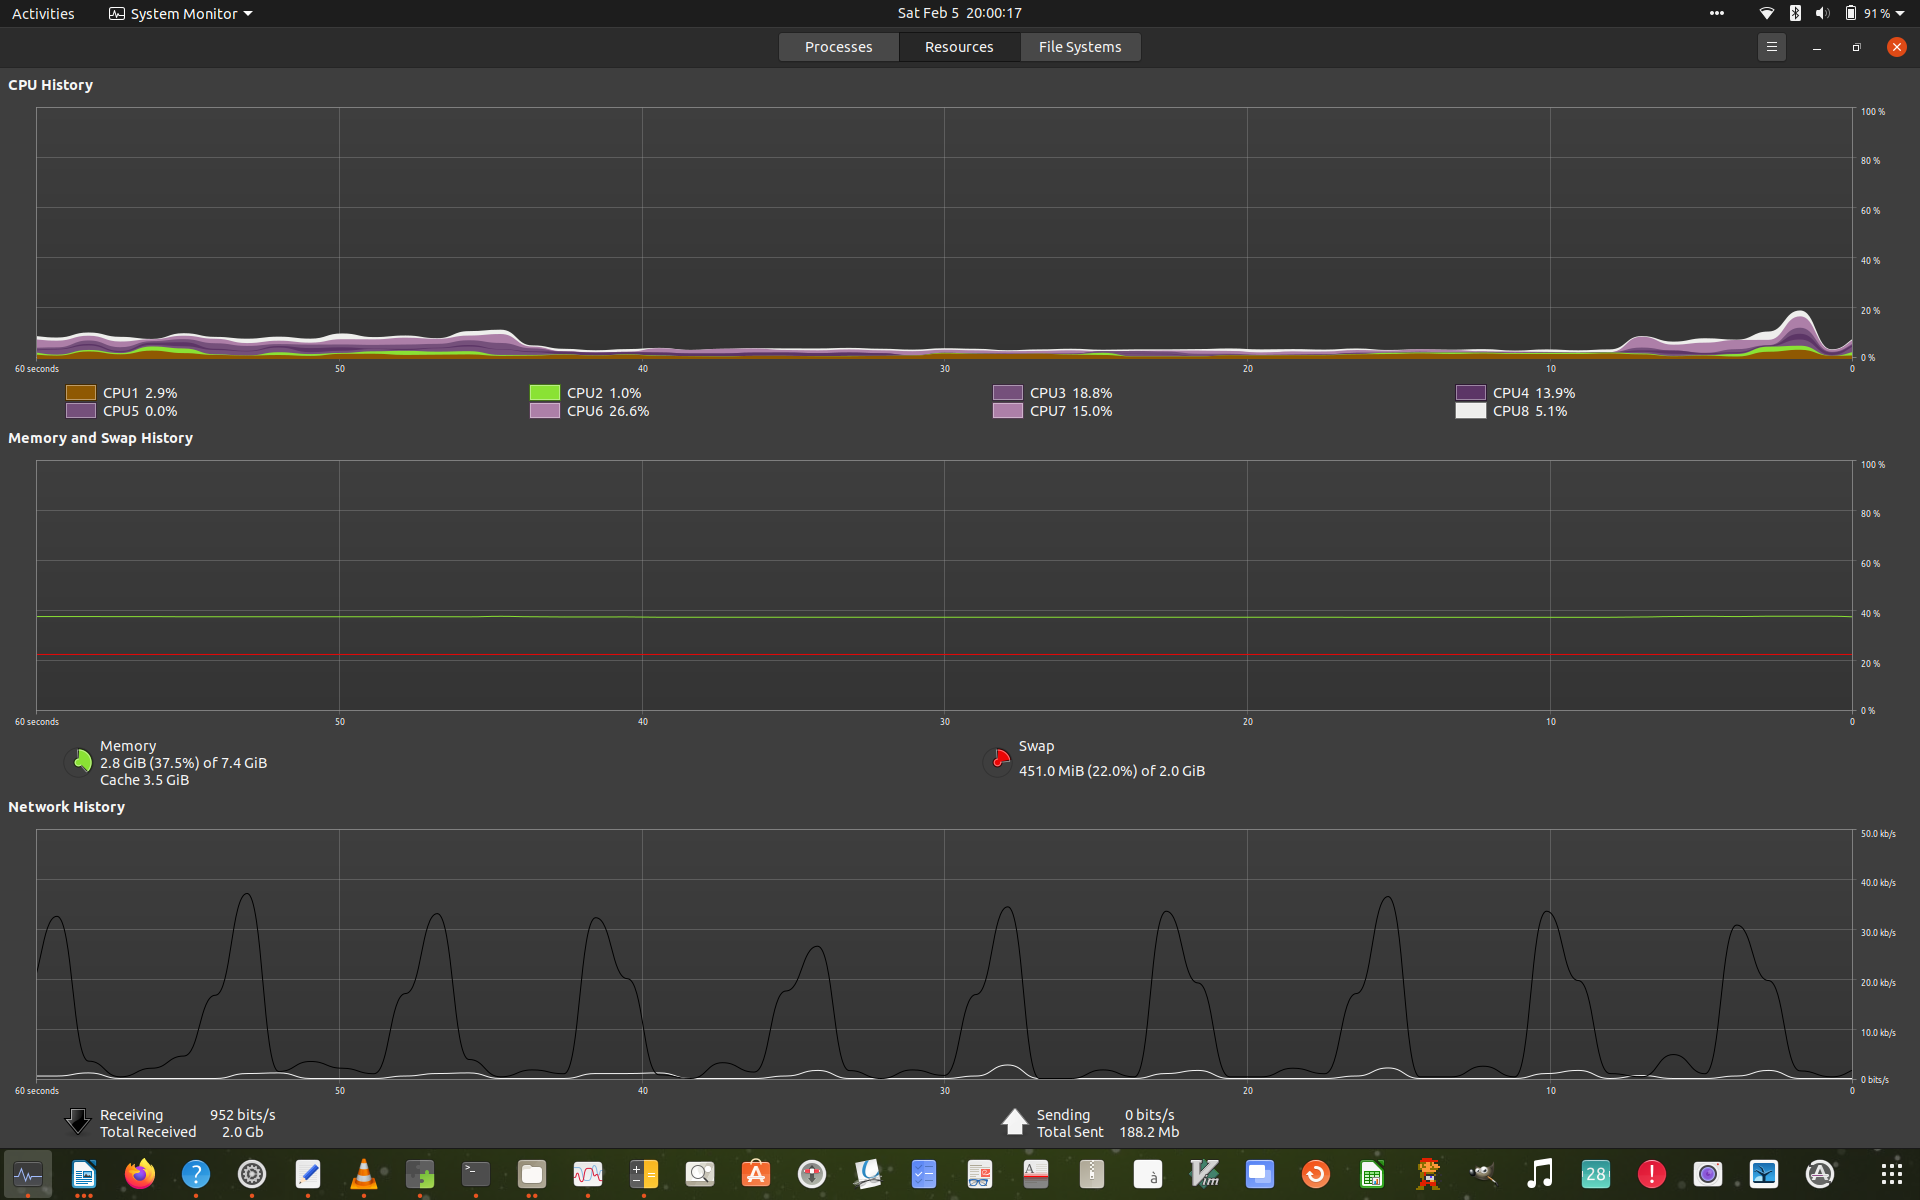 Activities
System Monitor
Sat Feb 5 20:00:17
91 %
Processes
Resources
File Systems
CPU History
100 %
80 %
60 %
40 %
20 %
0 %
60 seconds
50
40
30
20
10
0
CPU1 2.9%
CPU2 1.0%
CPU3 18.8%
CPU4 13.9%
CPU5 0.0%
CPU6 26.6%
CPU7 15.0%
CPU8 5.1%
Memory and Swap History
100 %
80 %
60 %
40 %
20 %
0 %
60 seconds
50
40
30
20
10
0
Memory
2.8 GiB (37.5%) of 7.4 GiB
Cache 3.5 GiB
Swap
451.0 MiB (22.0%) of 2.0 GiB
Network History
50.0 kb/s
40.0 kb/s
30.0 kb/s
20.0 kb/s
10.0 kb/s
0 bits/s
60 seconds
50
40
30
20
10
0
Receiving 952 bits/s
Total Received 2.0 Gb
Sending 0 bits/s
Total Sent 188.2 Mb
?
>_
A
à
Vim
28
!